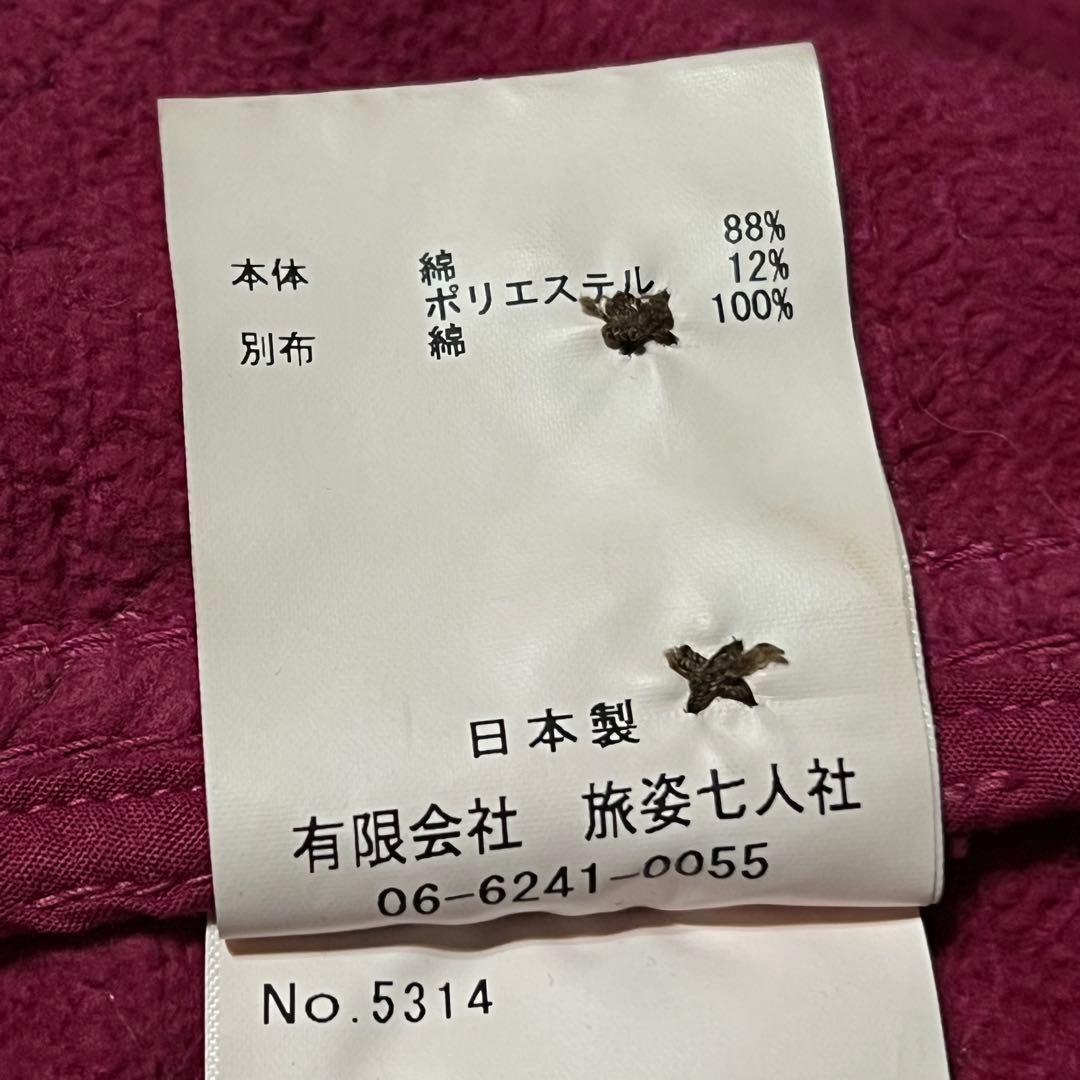 本体 綿 88%
ポリエステル 12%
別布 綿 100%
日本製
有限会社 旅姿七人社
06-6241-0055
No.5314